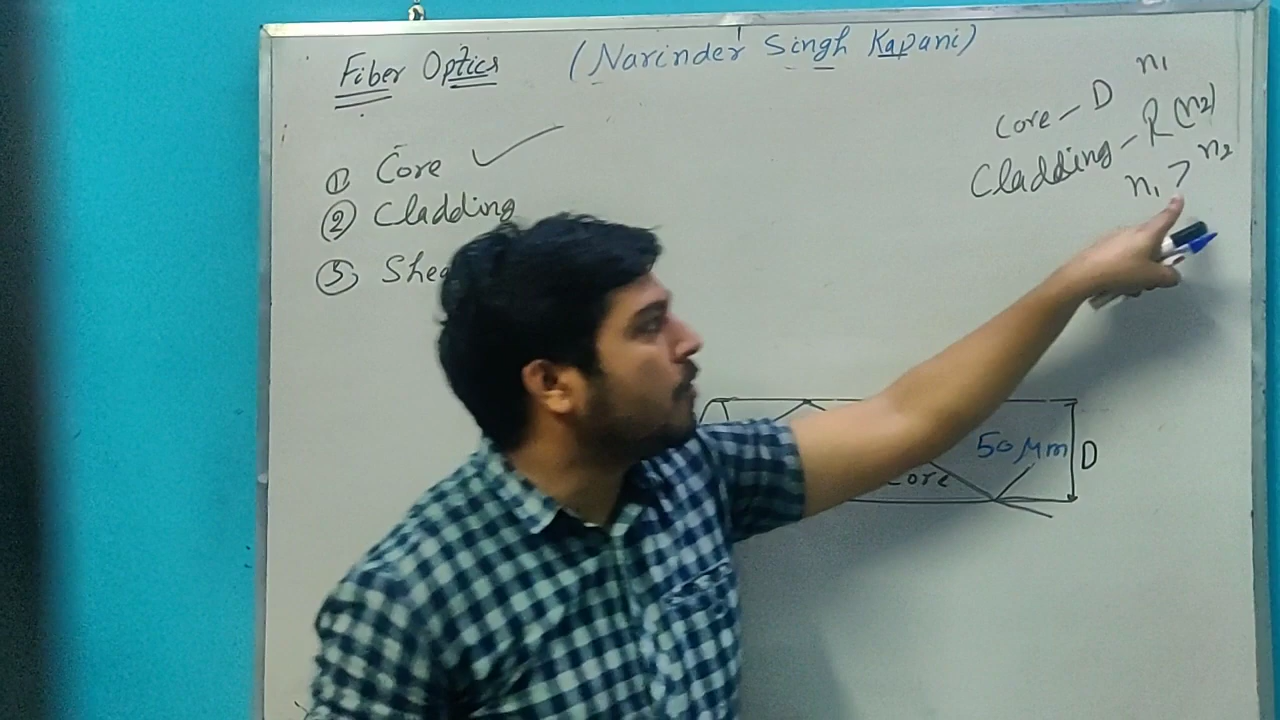 Fiber Optics (Narinder Singh Kapani)
① Core ✓
② Cladding
③ Shea
Core - D n1
Cladding - R (n2)
n1 > n2
50 μm
D
core